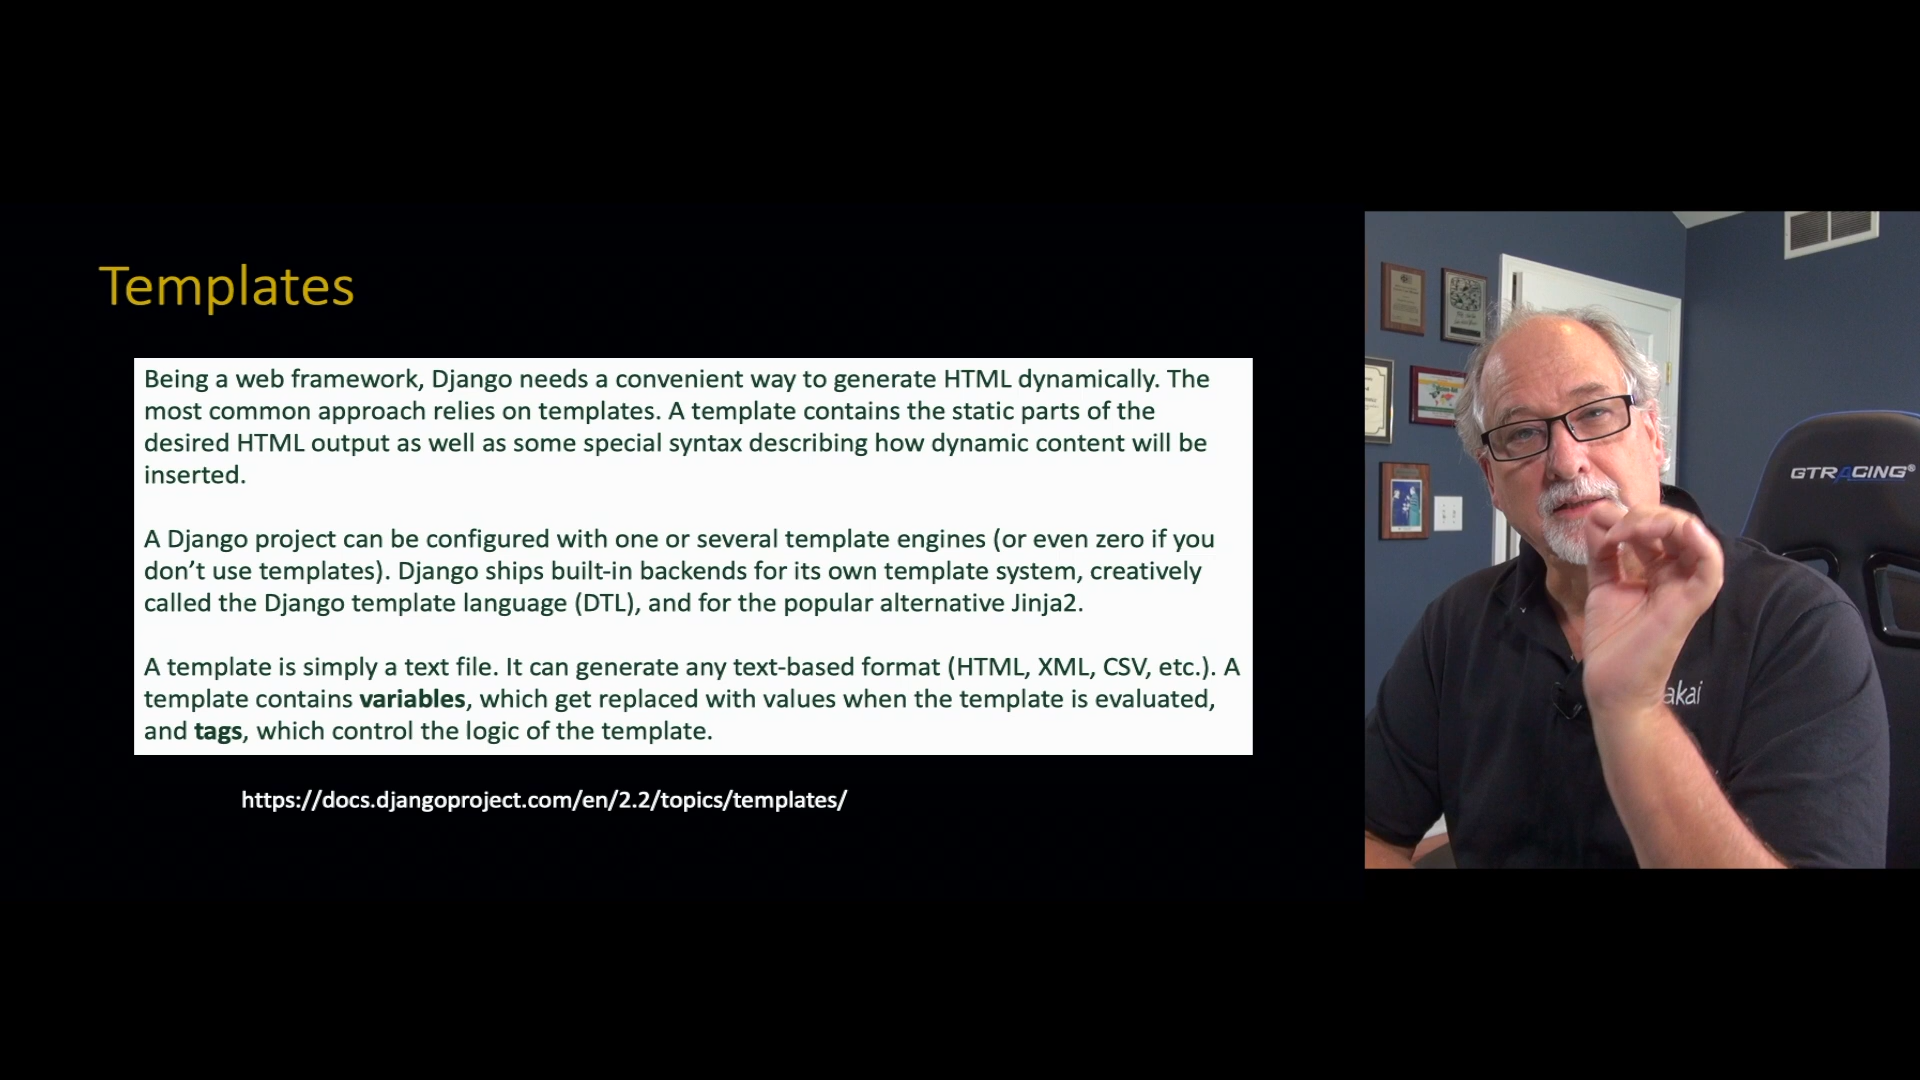 Templates
Being a web framework, Django needs a convenient way to generate HTML dynamically. The
most common approach relies on templates. A template contains the static parts of the
desired HTML output as well as some special syntax describing how dynamic content will be
inserted.
A Django project can be configured with one or several template engines (or even zero if you
don’t use templates). Django ships built-in backends for its own template system, creatively
called the Django template language (DTL), and for the popular alternative Jinja2.
A template is simply a text file. It can generate any text-based format (HTML, XML, CSV, etc.). A
template contains variables, which get replaced with values when the template is evaluated,
and tags, which control the logic of the template.
https://docs.djangoproject.com/en/2.2/topics/templates/
GTRACING®
akai